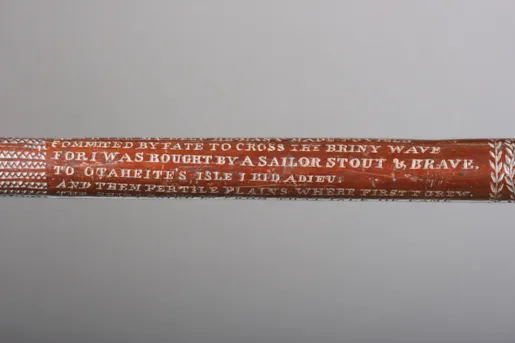 MADE
COMMITED BY FATE TO CROSS THE BRINY WAVE
FOR I WAS BOUGHT BY A SAILOR STOUT & BRAVE,
TO OTAHEITE'S, ISLE I BID ADIEU;
AND THEM FERTILE PLAINS, WHERE FIRST I GREW.